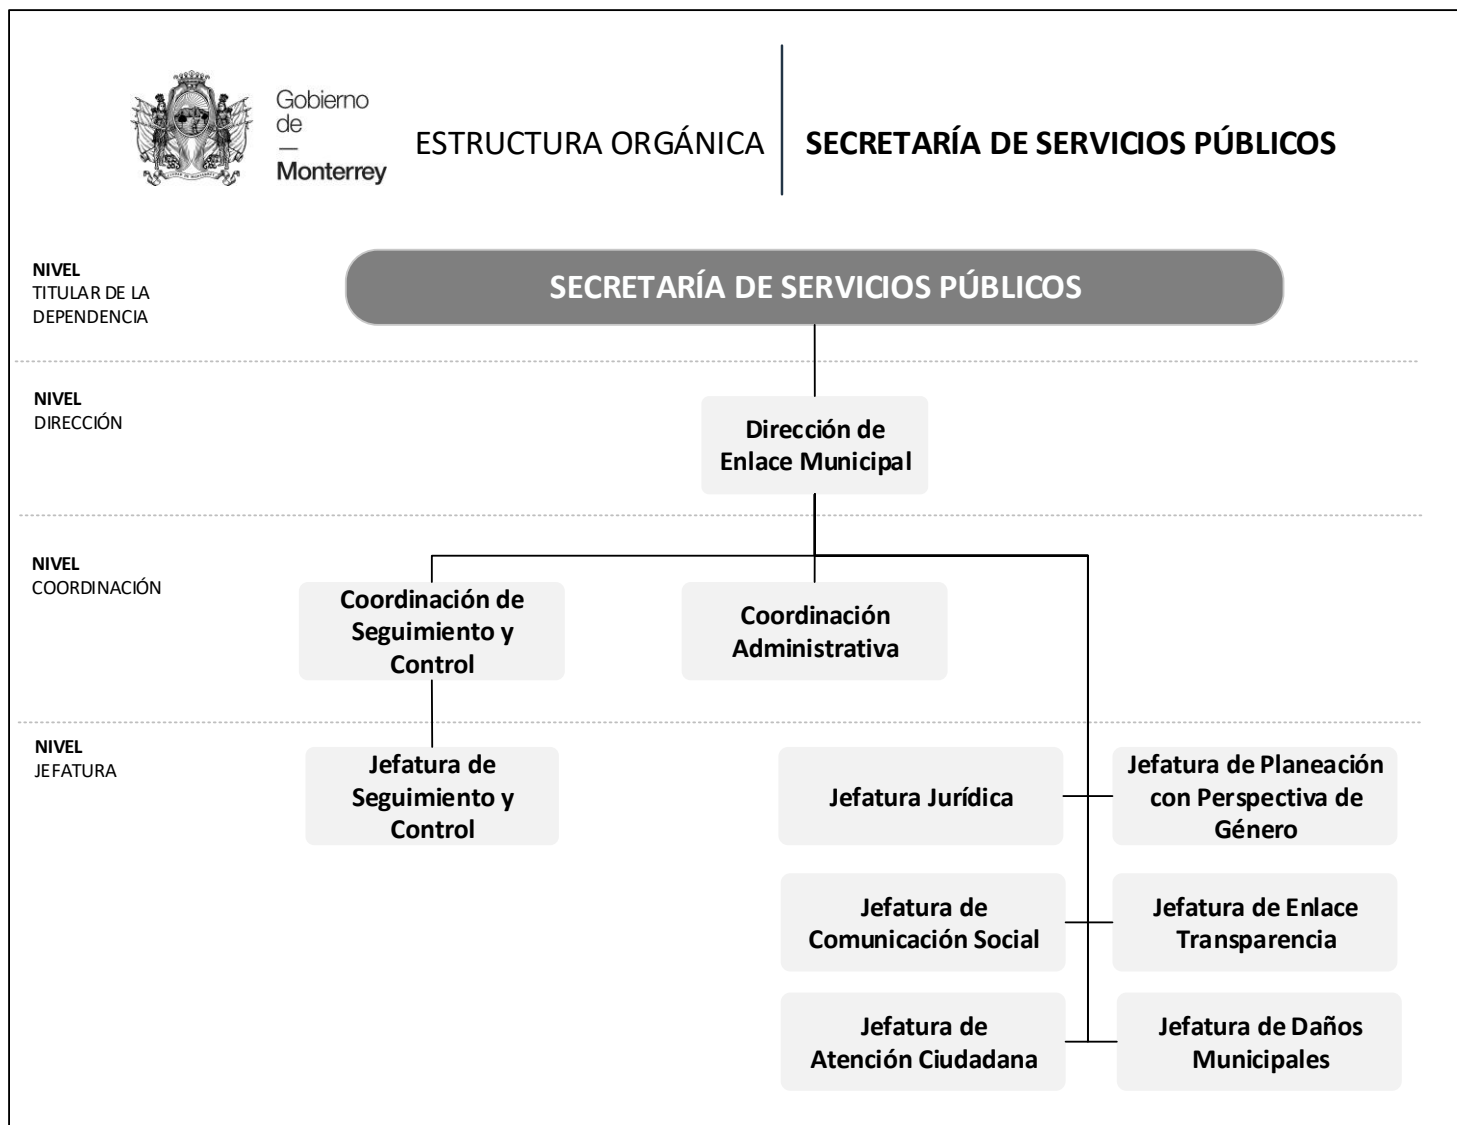 Gobierno
de
—
Monterrey
ESTRUCTURA ORGÁNICA
SECRETARÍA DE SERVICIOS PÚBLICOS
NIVEL
TITULAR DE LA
DEPENDENCIA
SECRETARÍA DE SERVICIOS PÚBLICOS
NIVEL
DIRECCIÓN
Dirección de
Enlace Municipal
NIVEL
COORDINACIÓN
Coordinación de
Seguimiento y
Control
Coordinación
Administrativa
NIVEL
JEFATURA
Jefatura de
Seguimiento y
Control
Jefatura Jurídica
Jefatura de Planeación
con Perspectiva de
Género
Jefatura de
Comunicación Social
Jefatura de Enlace
Transparencia
Jefatura de
Atención Ciudadana
Jefatura de Daños
Municipales